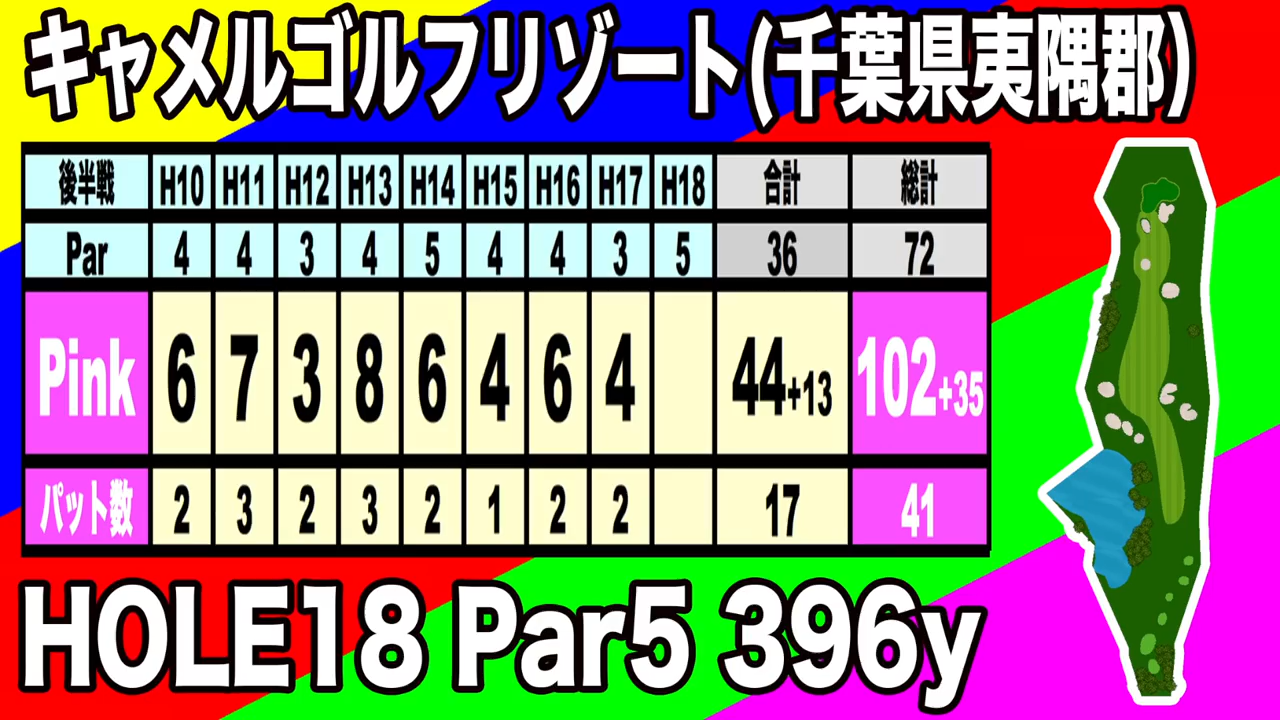 キャメルゴルフリゾート(千葉県夷隅郡)
後半戦 H10 H11 H12 H13 H14 H15 H16 H17 H18 合計 総計
Par 4 4 3 4 5 4 4 3 5 36 72
Pink 6 7 3 8 6 4 6 4 44+13 102+35
パット数 2 3 2 3 2 1 2 2 17 41
HOLE18 Par5 396y